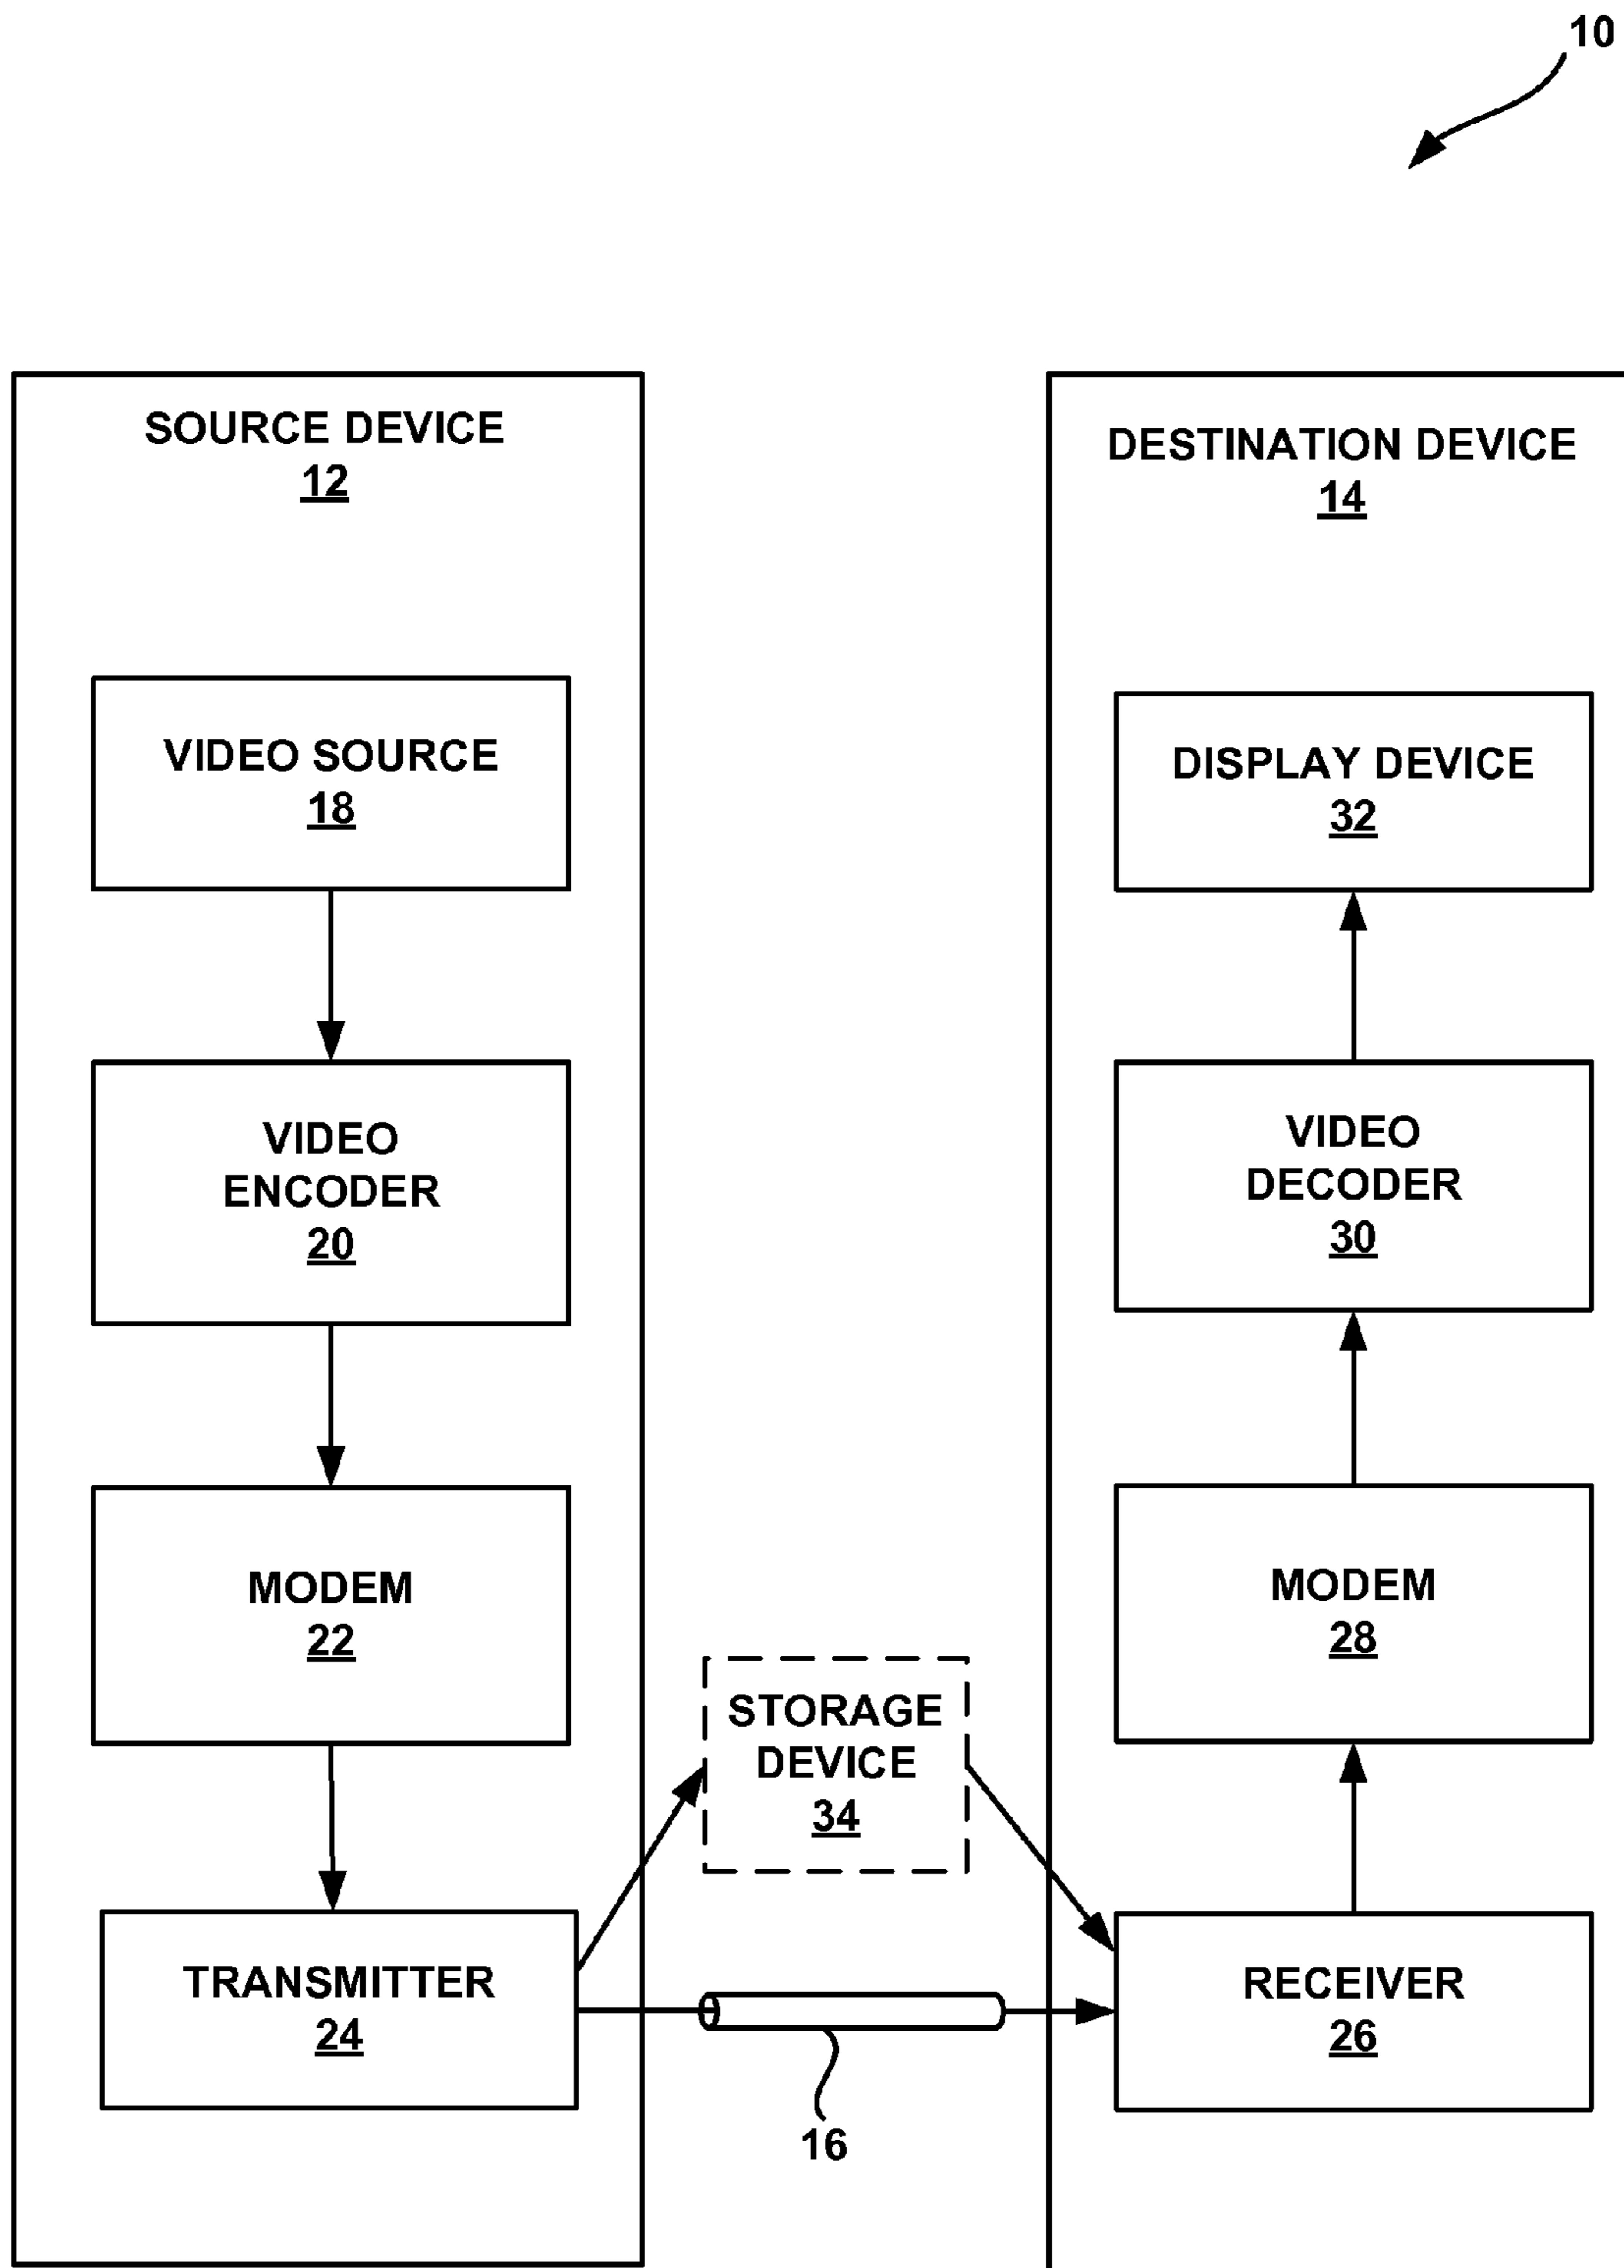 10
SOURCE DEVICE
12
VIDEO SOURCE
18
VIDEO
ENCODER
20
MODEM
22
TRANSMITTER
24
STORAGE
DEVICE
34
16
DESTINATION DEVICE
14
DISPLAY DEVICE
32
VIDEO
DECODER
30
MODEM
28
RECEIVER
26